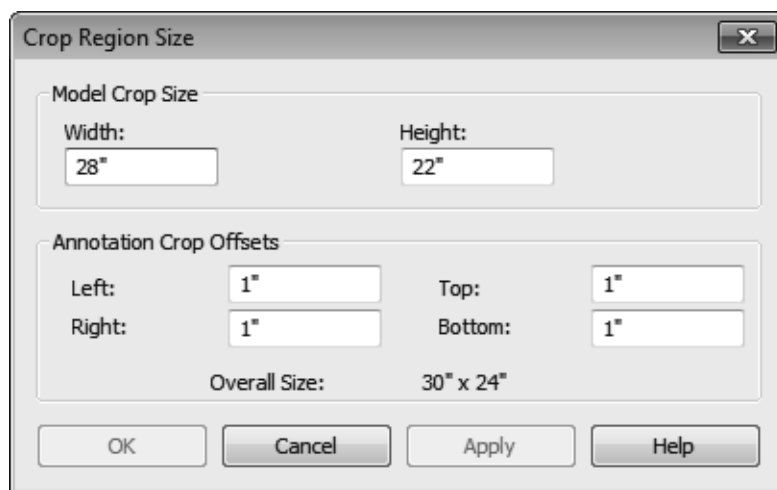 Crop Region Size
Model Crop Size
Width: Height:
28" 22"
Annotation Crop Offsets
Left: 1" Top: 1"
Right: 1" Bottom: 1"
Overall Size: 30" x 24"
OK Cancel Apply Help